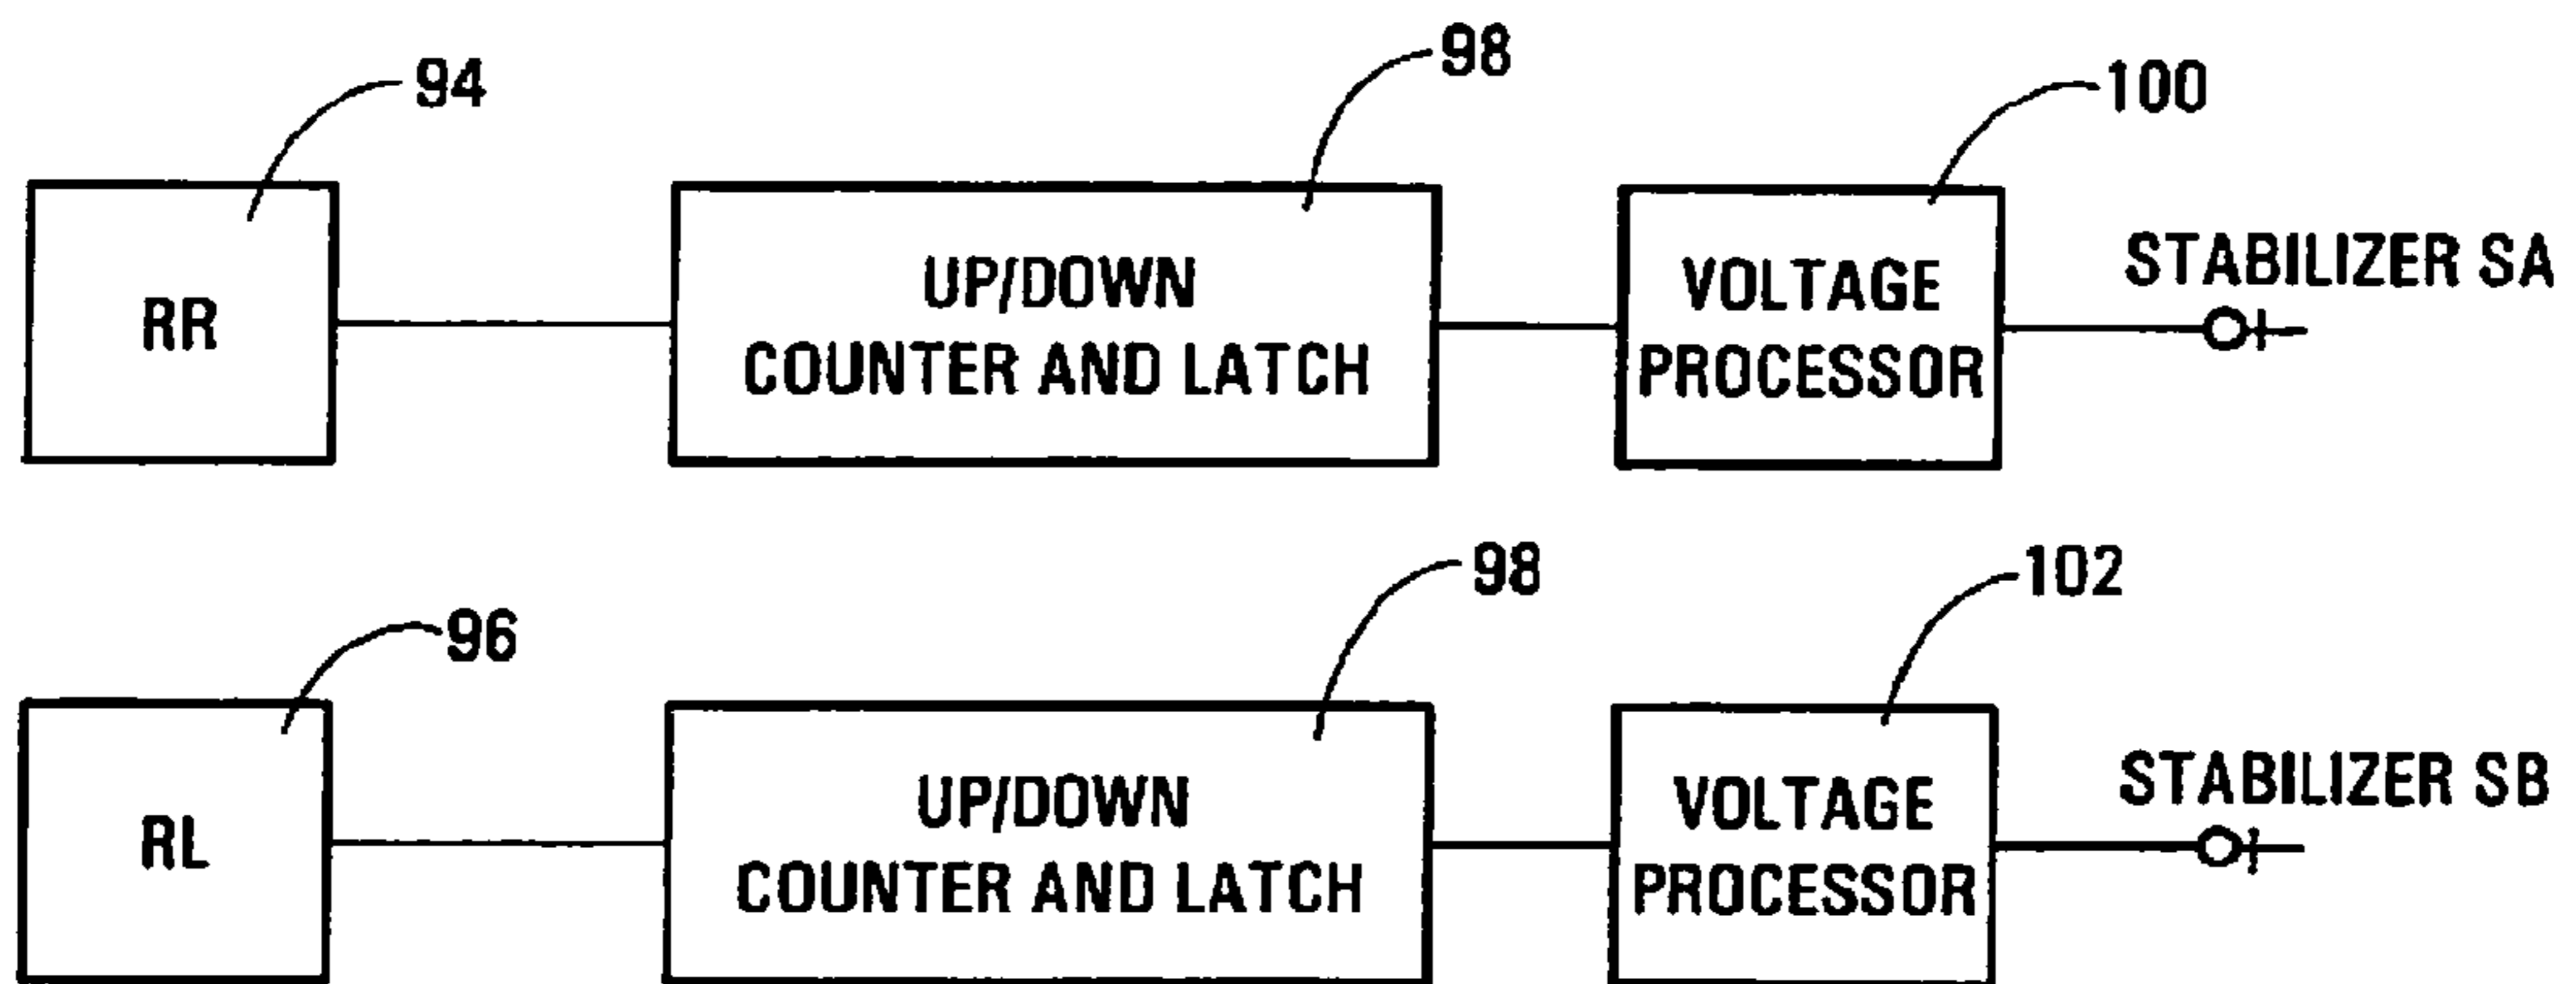 94
98
100
RR
UP/DOWN
COUNTER AND LATCH
VOLTAGE
PROCESSOR
STABILIZER SA
96
98
102
RL
UP/DOWN
COUNTER AND LATCH
VOLTAGE
PROCESSOR
STABILIZER SB